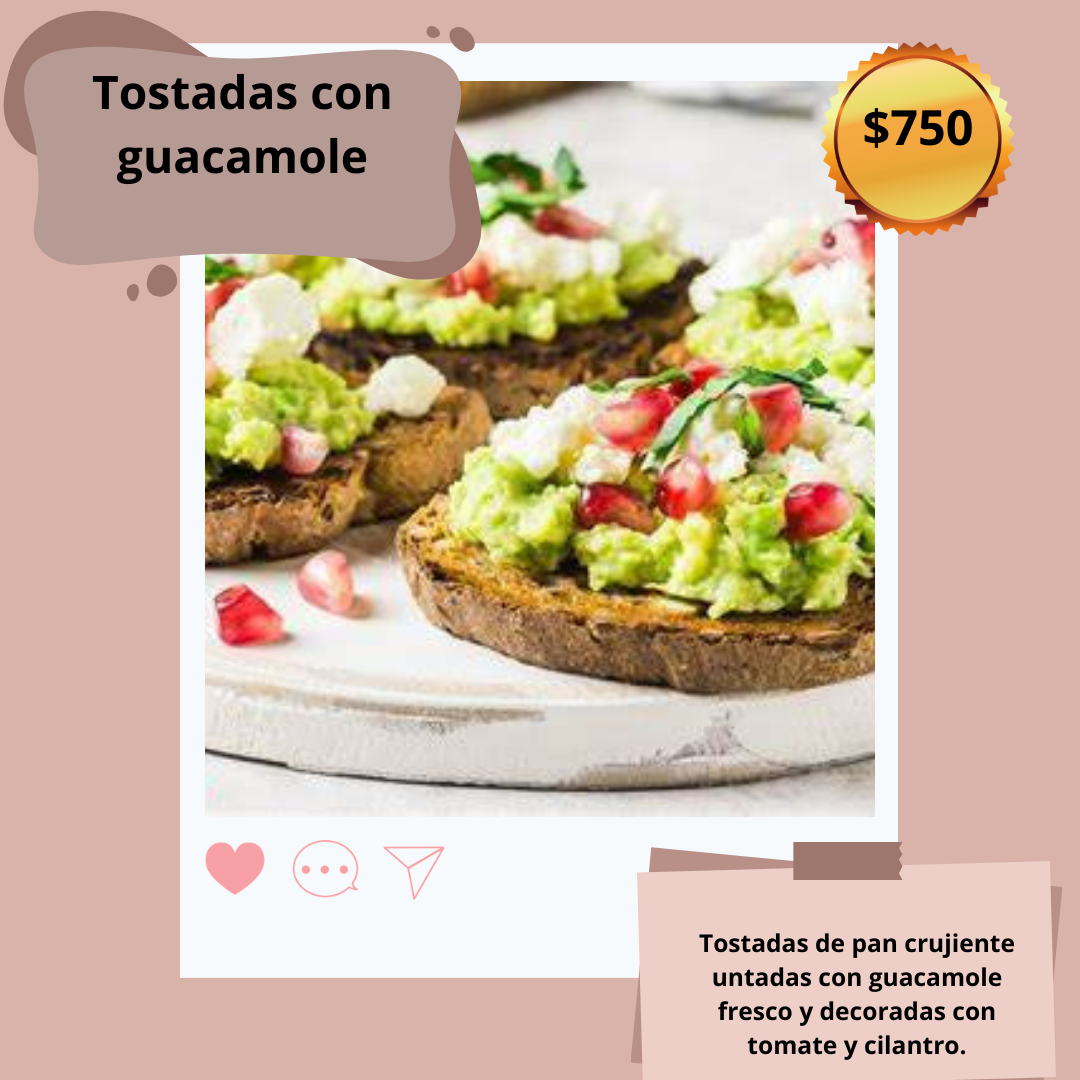 Tostadas con
guacamole
$750
Tostadas de pan crujiente
untadas con guacamole
fresco y decoradas con
tomate y cilantro.